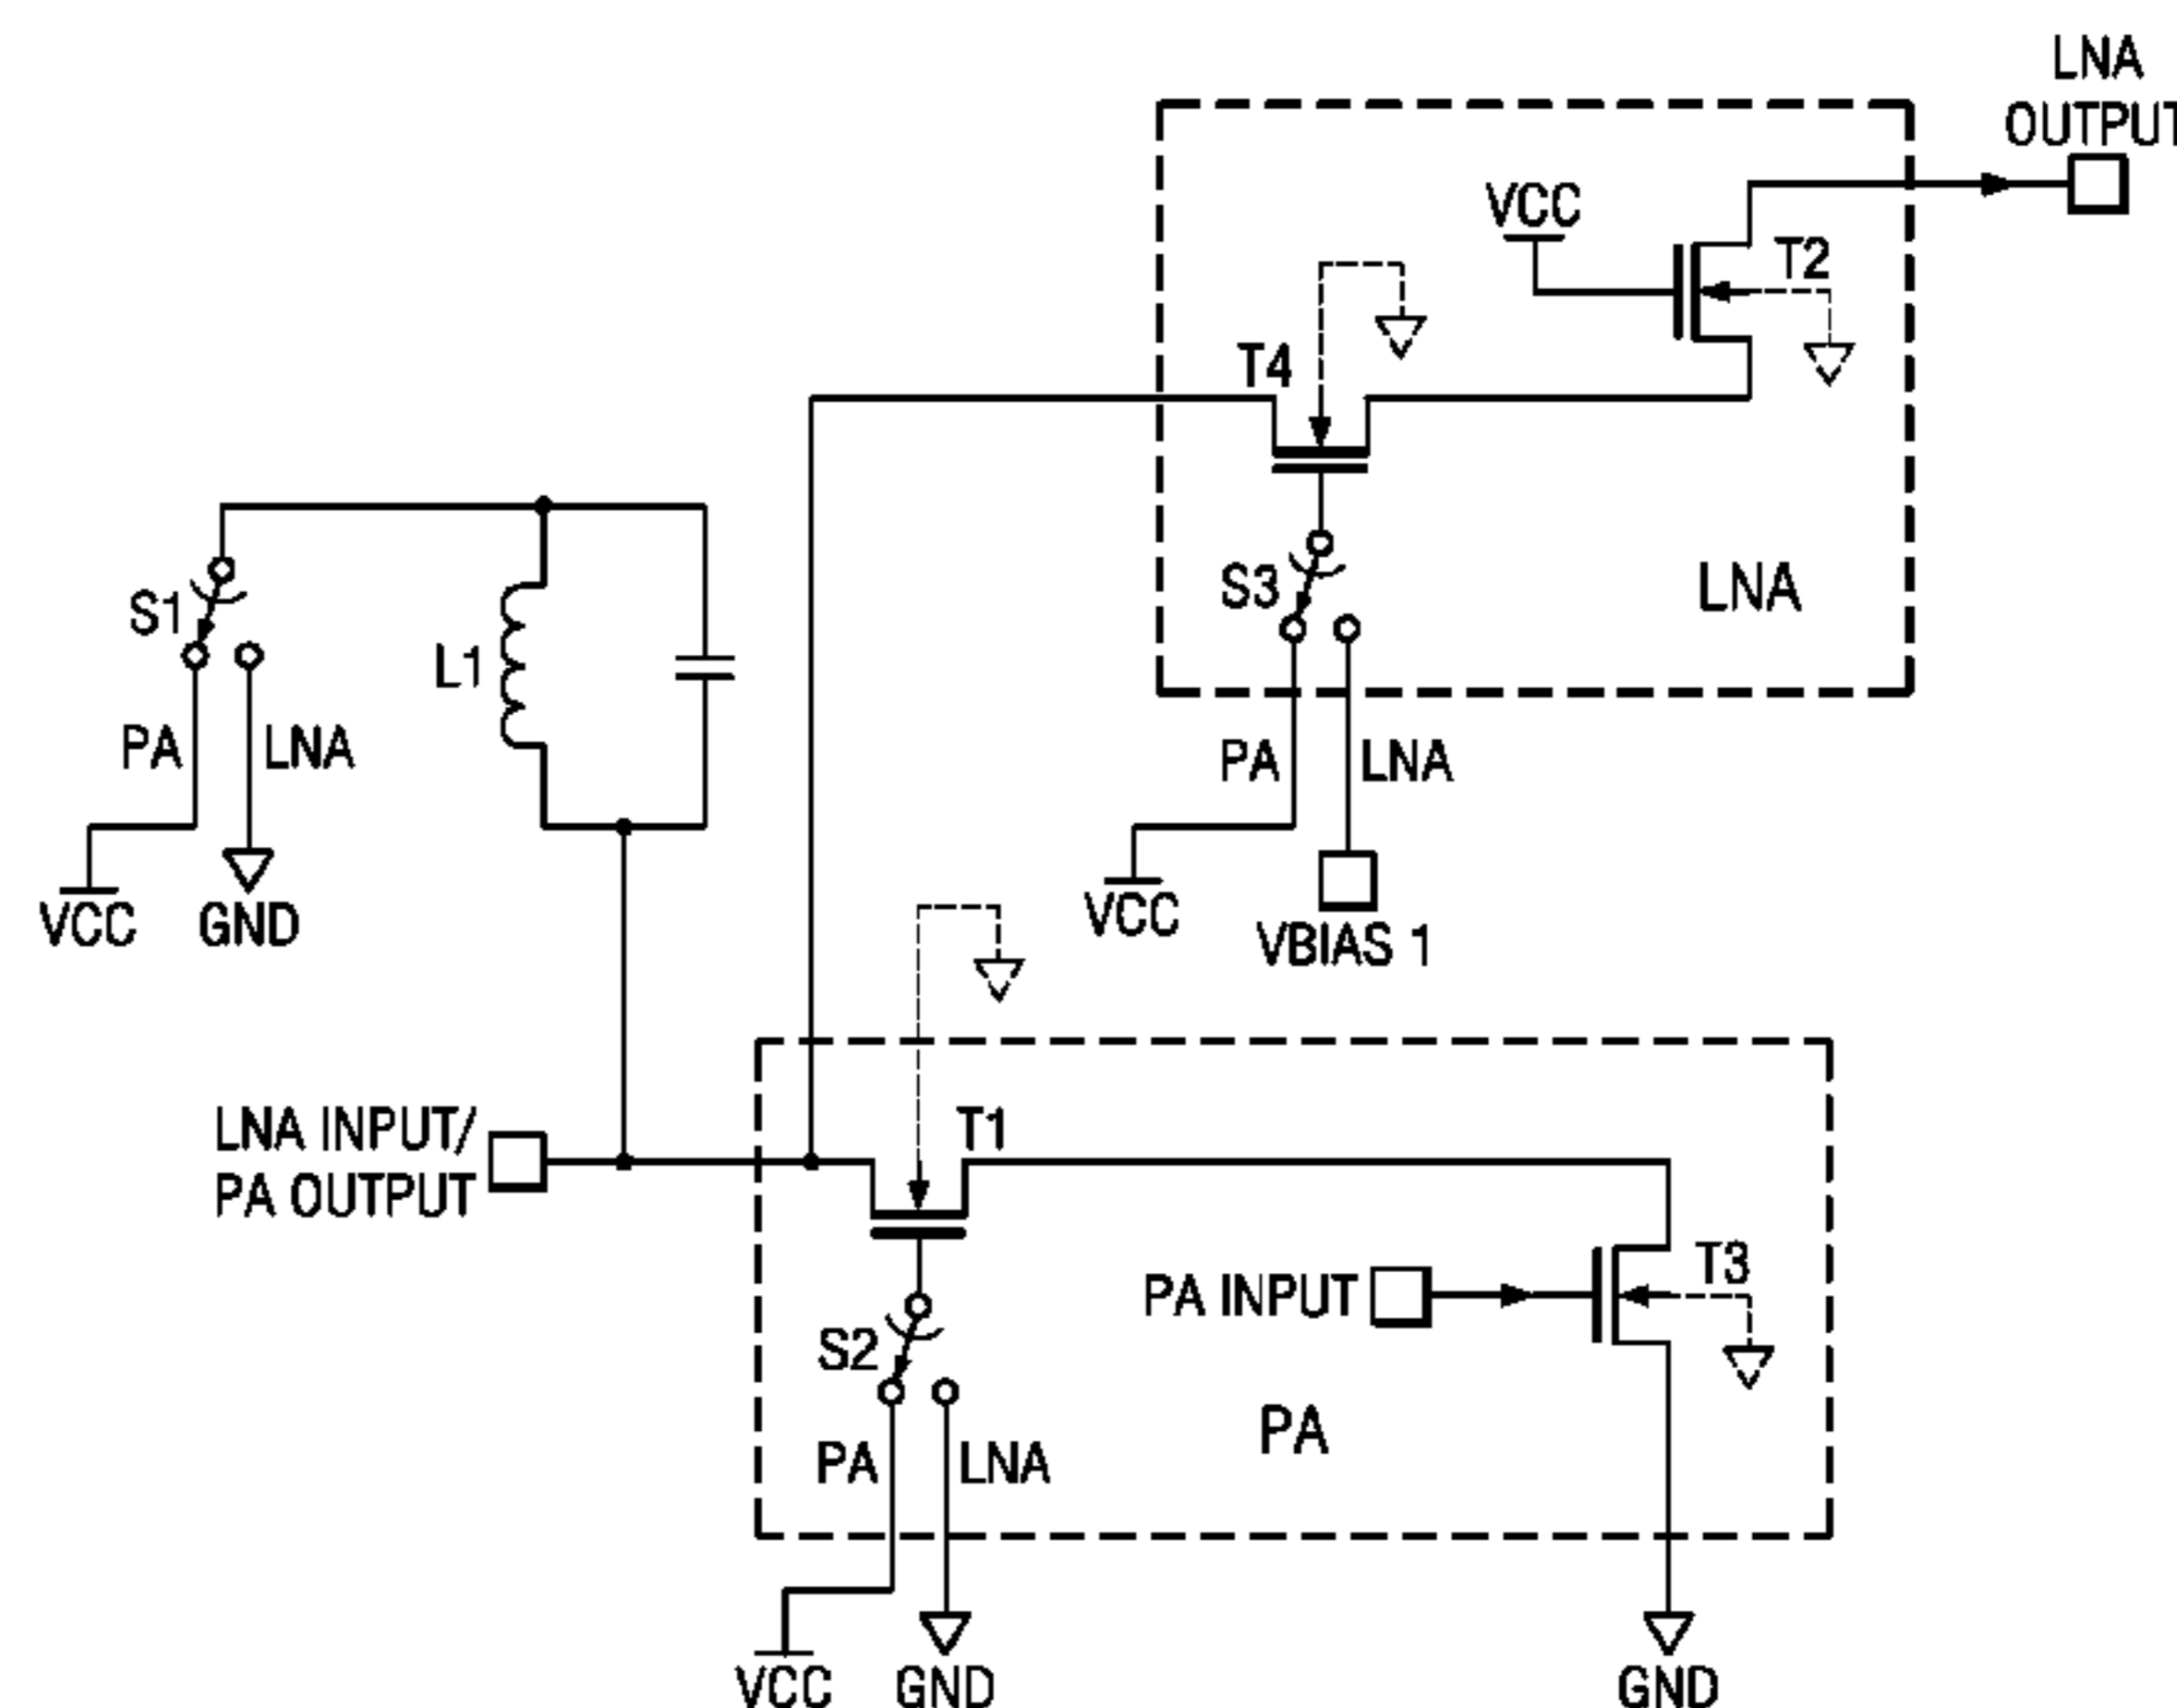 LNA
OUTPUT
VCC
T2
T4
S1
L1
S3
LNA
PA
LNA
PA
LNA
VCC
GND
VCC
VBIAS 1
LNA INPUT/
PA OUTPUT
T1
PA INPUT
T3
S2
PA
PA
LNA
VCC
GND
GND